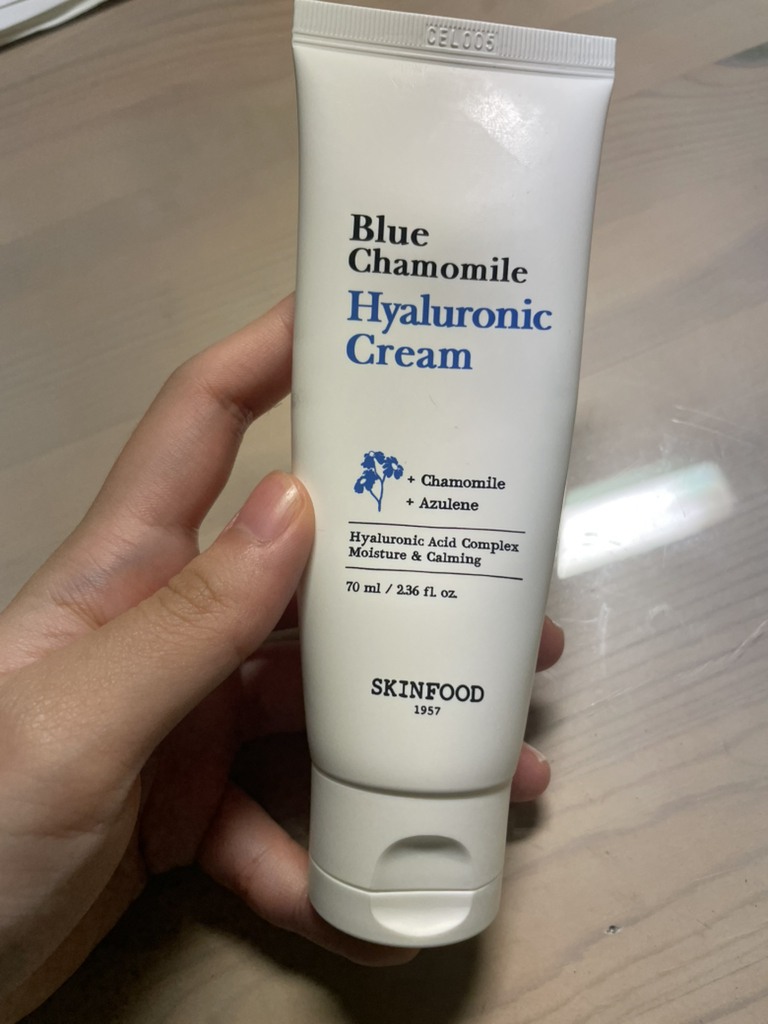 CEL005
Blue
Chamomile
Hyaluronic
Cream
+ Chamomile
+ Azulene
Hyaluronic Acid Complex
Moisture & Calming
70 ml / 2.36 fl. oz.
SKINFOOD
1957